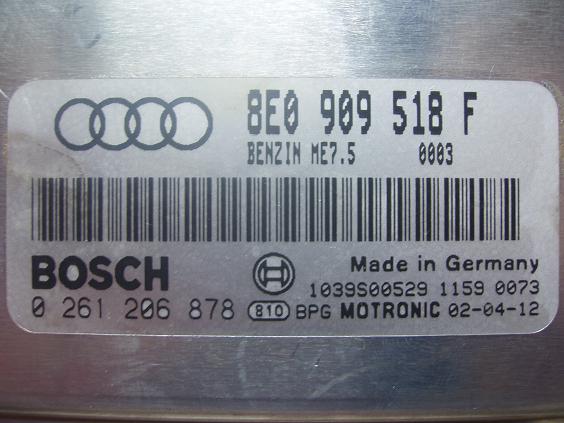 8E0 909 518 F
BENZIN ME7.5 0003
BOSCH
Made in Germany
1039S00529 1159 0073
0 261 206 878 810 BPG MOTRONIC 02-04-12